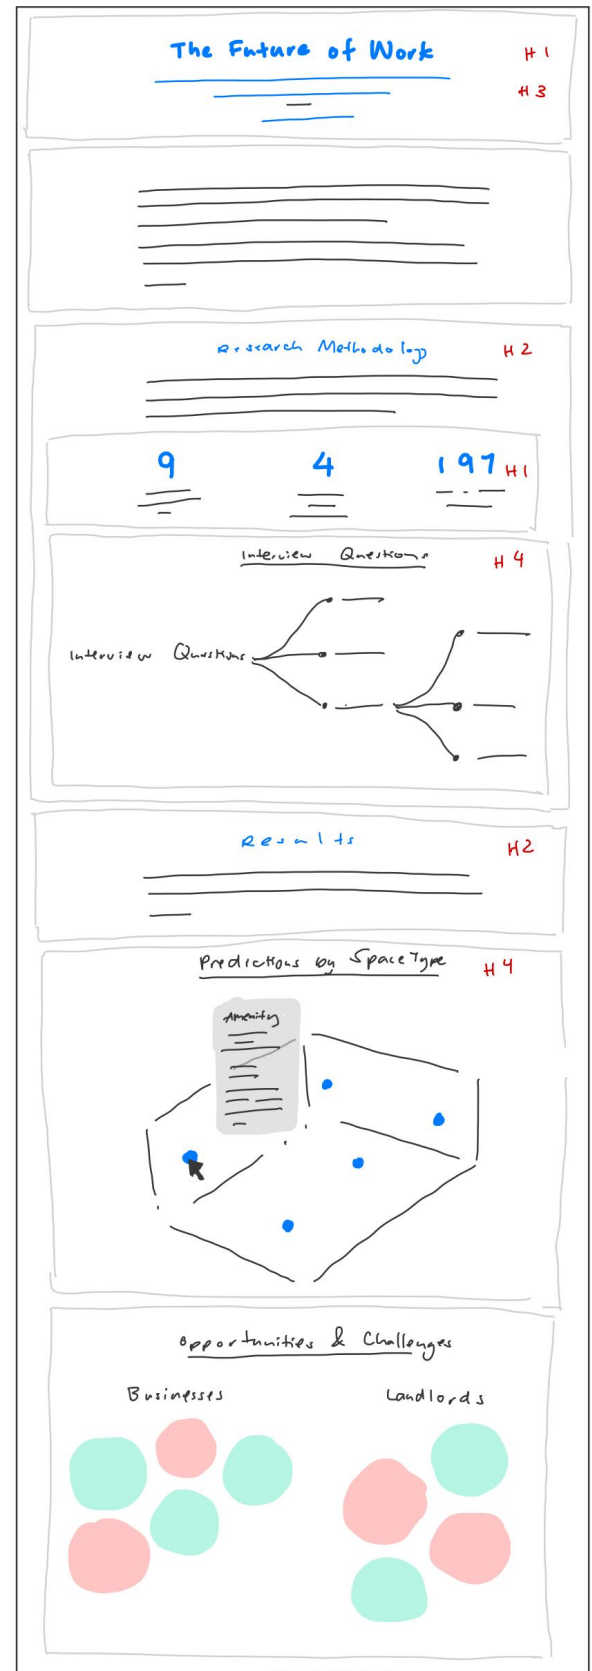 The Future of Work H1
H3
Research Methodology H2
9 4 197 H1
Interview Questions H4
Interview Questions
Results H2
Predictions by Space Type H4
Amenity
Opportunities & Challenges
Businesses Landlords